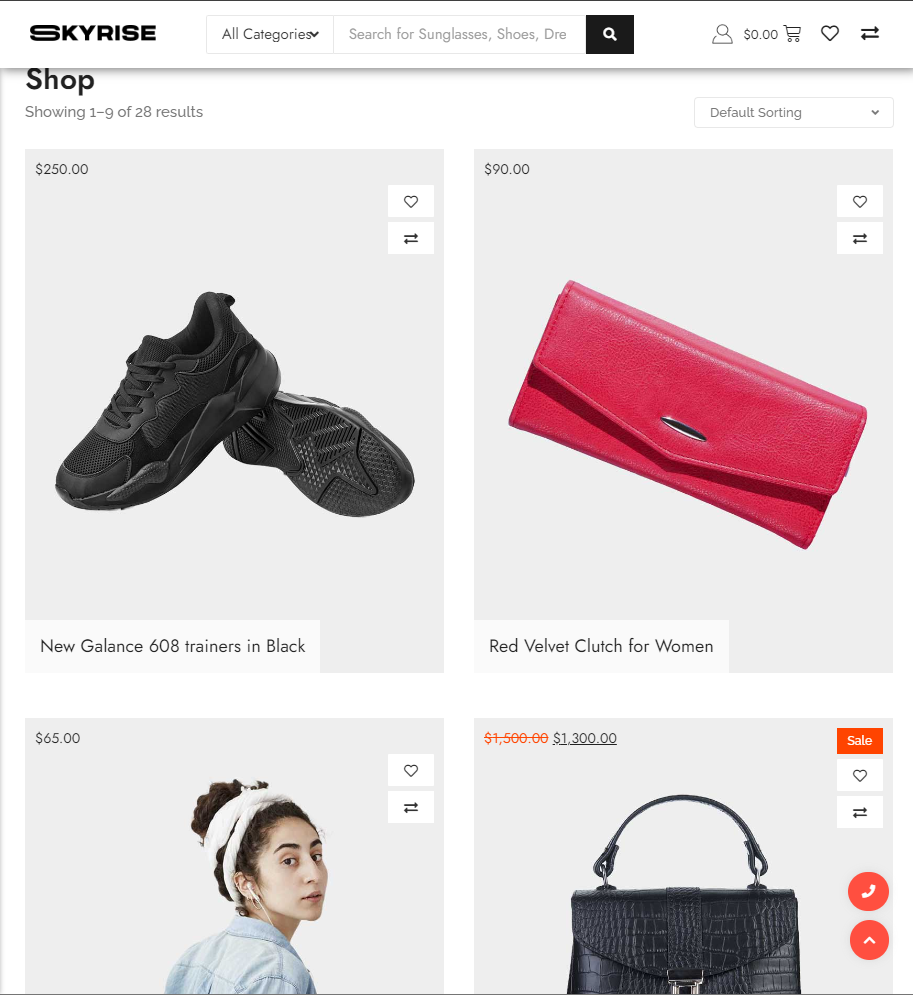 SKYRISE
All Categories
Search for Sunglasses, Shoes, Dre
$0.00
Shop
Showing 1–9 of 28 results
Default Sorting
$250.00
$90.00
New Galance 608 trainers in Black
Red Velvet Clutch for Women
$65.00
$1,500.00 $1,300.00
Sale